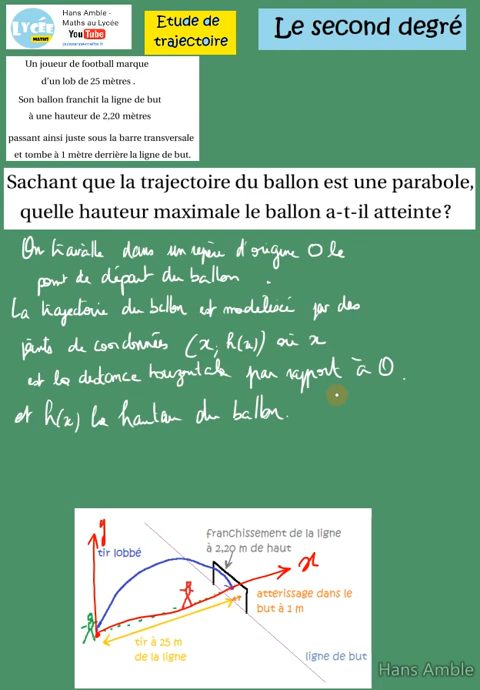 LYCÉE
MATHS
Hans Amble -
Maths au Lycée
YouTube
jaicompris.com
Etude de
trajectoire
Le second degré
Un joueur de football marque
d'un lob de 25 mètres .
Son ballon franchit la ligne de but
à une hauteur de 2,20 mètres
passant ainsi juste sous la barre transversale
et tombe à 1 mètre derrière la ligne de but.
Sachant que la trajectoire du ballon est une parabole,
quelle hauteur maximale le ballon a-t-il atteinte ?
On travaille dans un repère d'origine O le
point de départ du ballon .
La trajectoire du ballon est modélisée par des
points de coordonnées (x; h(x)) où x
est la distance horizontale par rapport à O.
et h(x) la hauteur du ballon.
y
tir lobbé
franchissement de la ligne
à 2,20 m de haut
x
atterissage dans le
but à 1 m
tir à 25 m
de la ligne
ligne de but
Hans Amble